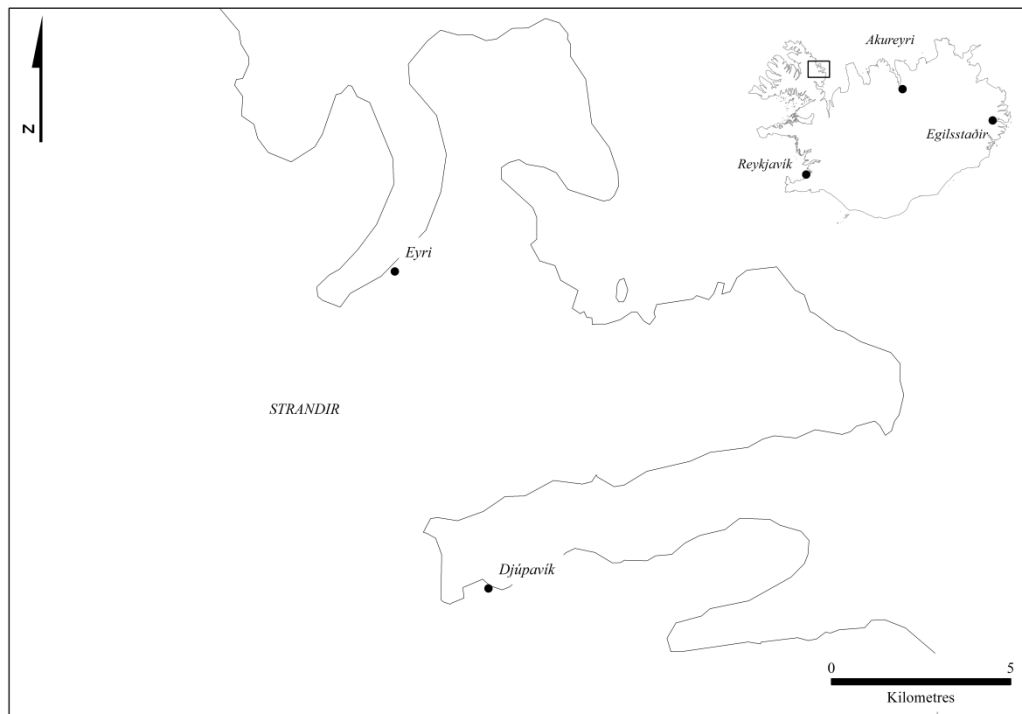 Z
Akureyri
Egilsstaðir
Reykjavík
Eyri
STRANDIR
Djúpavík
0 5
Kilometres